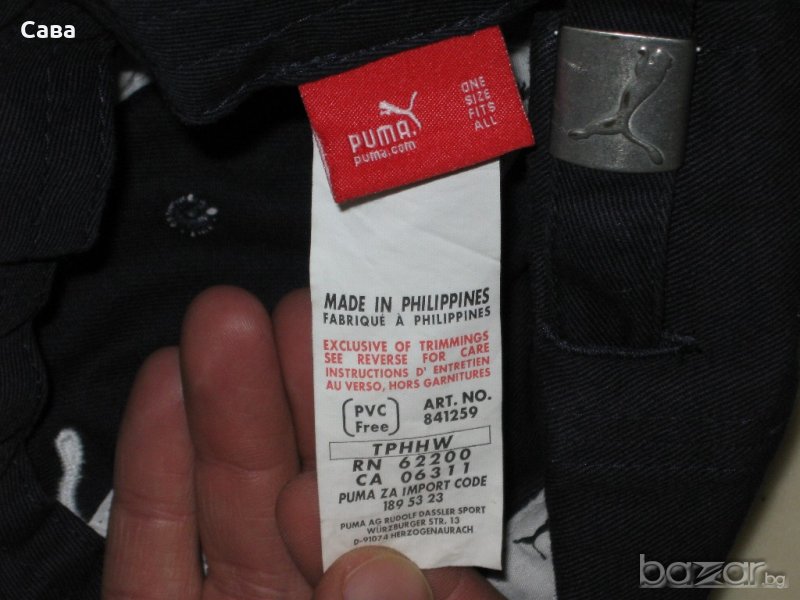 Сава
PUMA
puma.com
ONE
SIZE
FITS
ALL
MADE IN PHILIPPINES
FABRIQUÉ À PHILIPPINES
EXCLUSIVE OF TRIMMINGS
SEE REVERSE FOR CARE
INSTRUCTIONS D' ENTRETIEN
AU VERSO, HORS GARNITURES
PVC
Free
ART. NO.
841259
TPHHW
RN 62200
CA 06311
PUMA ZA IMPORT CODE
189 53 23
PUMA AG RUDOLF DASSLER SPORT
WÜRZBURGER STR. 13
D-91074 HERZOGENAURACH
bazar.bg